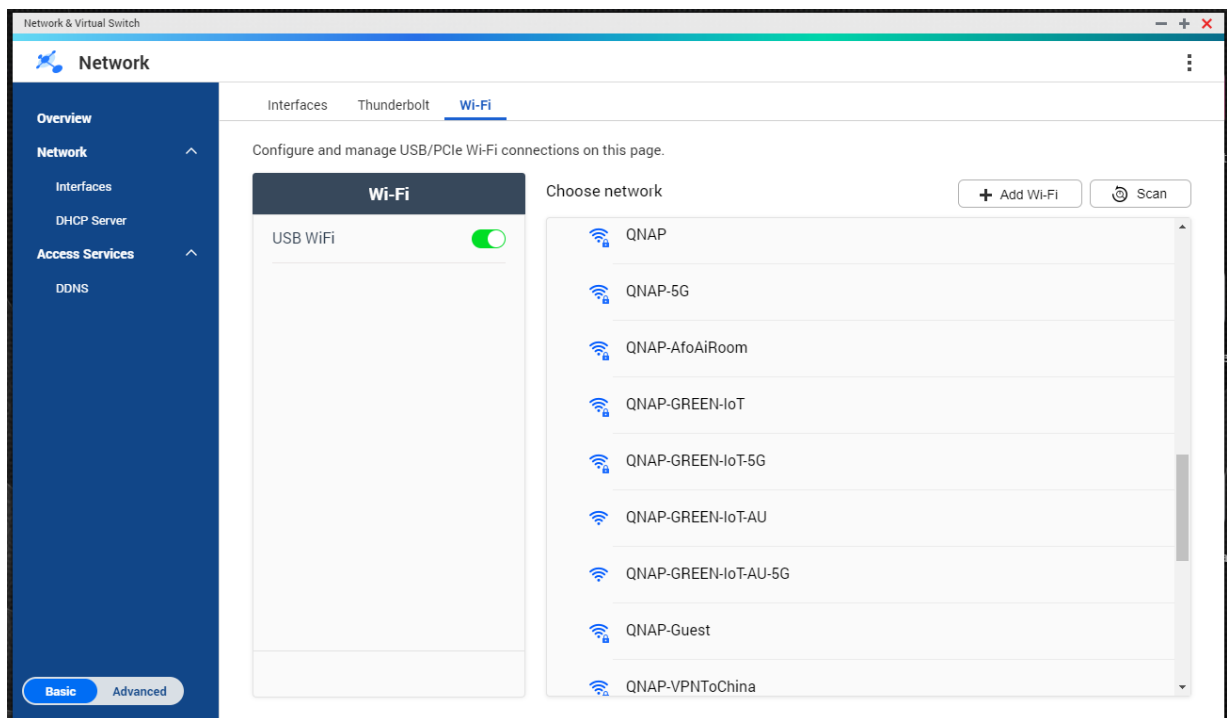 Network & Virtual Switch
Network
Overview
Network
Interfaces
DHCP Server
Access Services
DDNS
Basic Advanced
Interfaces Thunderbolt Wi-Fi
Configure and manage USB/PCIe Wi-Fi connections on this page.
Wi-Fi
USB WiFi
Choose network
+ Add Wi-Fi
Scan
QNAP
QNAP-5G
QNAP-AfoAiRoom
QNAP-GREEN-IoT
QNAP-GREEN-IoT-5G
QNAP-GREEN-IoT-AU
QNAP-GREEN-IoT-AU-5G
QNAP-Guest
QNAP-VPNToChina